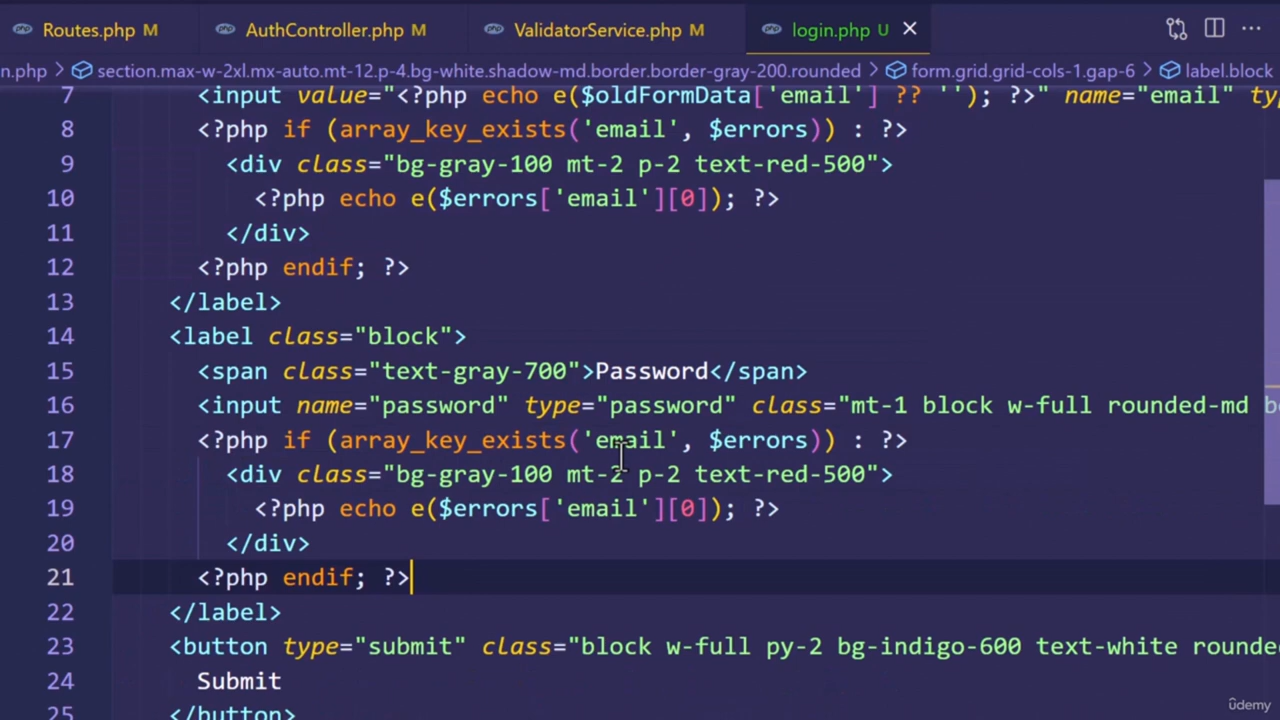 Routes.php M AuthController.php M ValidatorService.php M login.php U
n.php > section.max-w-2xl.mx-auto.mt-12.p-4.bg-white.shadow-md.border.border-gray-200.rounded > form.grid.grid-cols-1.gap-6 > label.block
7 <input value="<?php echo e($oldFormData['email'] ?? ''); ?>" name="email" ty
8 <?php if (array_key_exists('email', $errors)) : ?>
9 <div class="bg-gray-100 mt-2 p-2 text-red-500">
10 <?php echo e($errors['email'][0]); ?>
11 </div>
12 <?php endif; ?>
13 </label>
14 <label class="block">
15 <span class="text-gray-700">Password</span>
16 <input name="password" type="password" class="mt-1 block w-full rounded-md bo
17 <?php if (array_key_exists('email', $errors)) : ?>
18 <div class="bg-gray-100 mt-2 p-2 text-red-500">
19 <?php echo e($errors['email'][0]); ?>
20 </div>
21 <?php endif; ?>
22 </label>
23 <button type="submit" class="block w-full py-2 bg-indigo-600 text-white rounded
24 Submit
25 </button>
ûdemy